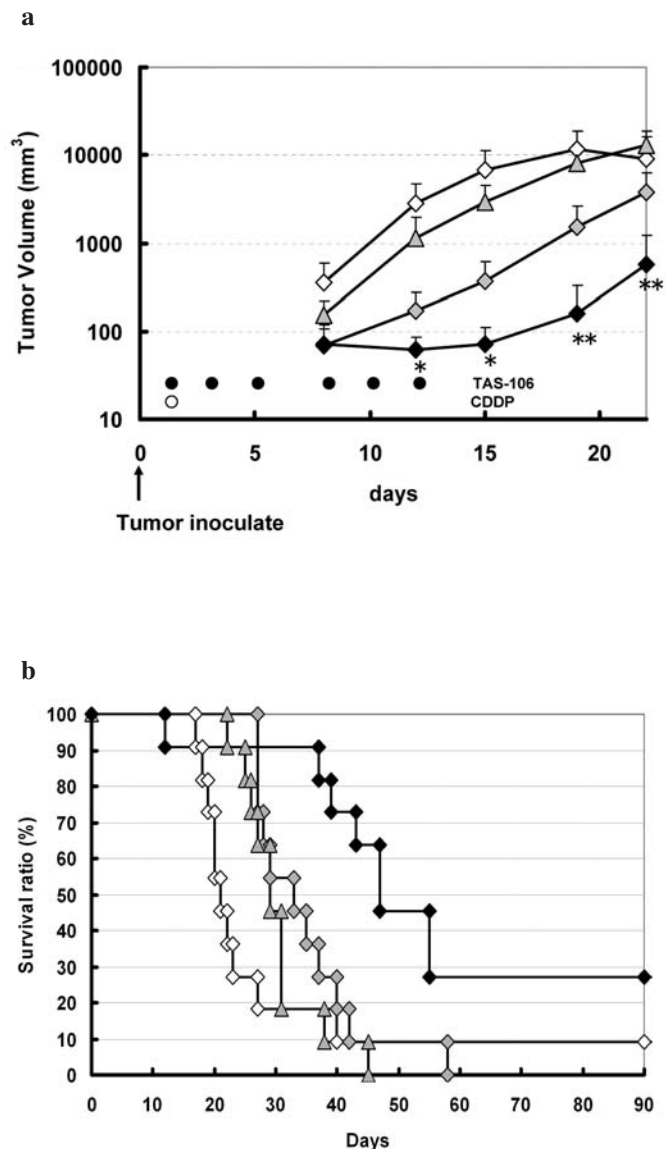 a
100000
10000
1000
100
10
Tumor Volume (mm³)
*
*
**
**
TAS-106
CDDP
0 5 10 15 20
days
Tumor inoculate
b
100
90
80
70
60
50
40
30
20
10
0
Survival ratio (%)
0 10 20 30 40 50 60 70 80 90
Days